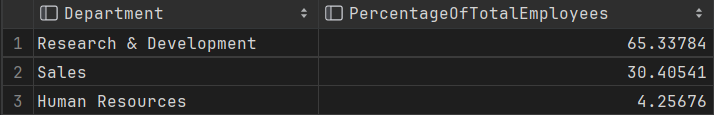 Department PercentageOfTotalEmployees
1 Research & Development 65.33784
2 Sales 30.40541
3 Human Resources 4.25676